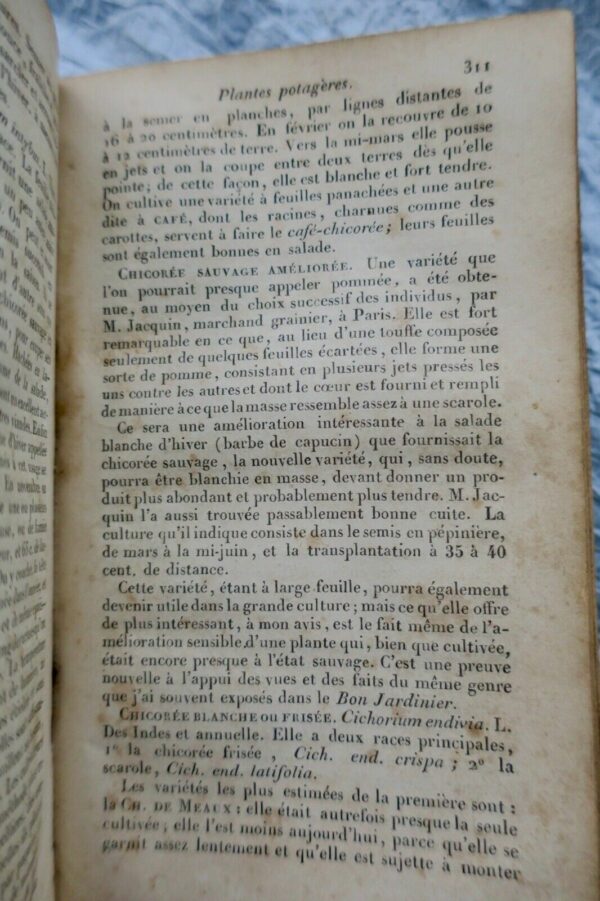 Plantes potagères.
311
à la semer en planches, par lignes distantes de
16 à 20 centimètres. En février on la recouvre de 10
à 12 centimètres de terre. Vers la mi-mars elle pousse
en jets et on la coupe entre deux terres dès qu'elle
pointe; de cette façon, elle est blanche et fort tendre.
On cultive une variété à feuilles panachées et une autre
dite à CAFÉ, dont les racines, charnues comme des
carottes, servent à faire le café-chicorée; leurs feuilles
sont également bonnes en salade.
CHICORÉE SAUVAGE AMÉLIORÉE. Une variété que
l'on pourrait presque appeler pommée, a été obte-
nue, au moyen du choix successif des individus, par
M. Jacquin, marchand grainier, à Paris. Elle est fort
remarquable en ce que, au lieu d'une touffe composée
seulement de quelques feuilles écartées, elle forme une
sorte de pomme, consistant en plusieurs jets pressés les
uns contre les autres et dont le cœur est fourni et rempli
de manière à ce que la masse ressemble assez à une scarole.
Ce sera une amélioration intéressante à la salade
blanche d'hiver (barbe de capucin) que fournissait la
chicorée sauvage, la nouvelle variété, qui, sans doute,
pourra être blanchie en masse, devant donner un pro-
duit plus abondant et probablement plus tendre. M. Jac-
quin l'a aussi trouvée passablement bonne cuite. La
culture qu'il indique consiste dans le semis en pépinière,
de mars à la mi-juin, et la transplantation à 35 à 40
cent. de distance.
Cette variété, étant à large feuille, pourra également
devenir utile dans la grande culture; mais ce qu'elle offre
de plus intéressant, à mon avis, est le fait même de l'a-
mélioration sensible d'une plante qui, bien que cultivée,
était encore presque à l'état sauvage. C'est une preuve
nouvelle à l'appui des vues et des faits du même genre
que j'ai souvent exposés dans le Bon Jardinier.
CHICORÉE BLANCHE OU FRISÉE. Cichorium endivia. L.
Des Indes et annuelle. Elle a deux races principales,
1° la chicorée frisée, Cich. end. crispa; 2° la
scarole, Cich. end. latifolia.
Les variétés les plus estimées de la première sont :
la CH. DE MEAUX : elle était autrefois presque la seule
cultivée; elle l'est moins aujourd'hui, parce qu'elle se
garnit assez lentement et qu'elle est sujette à monter